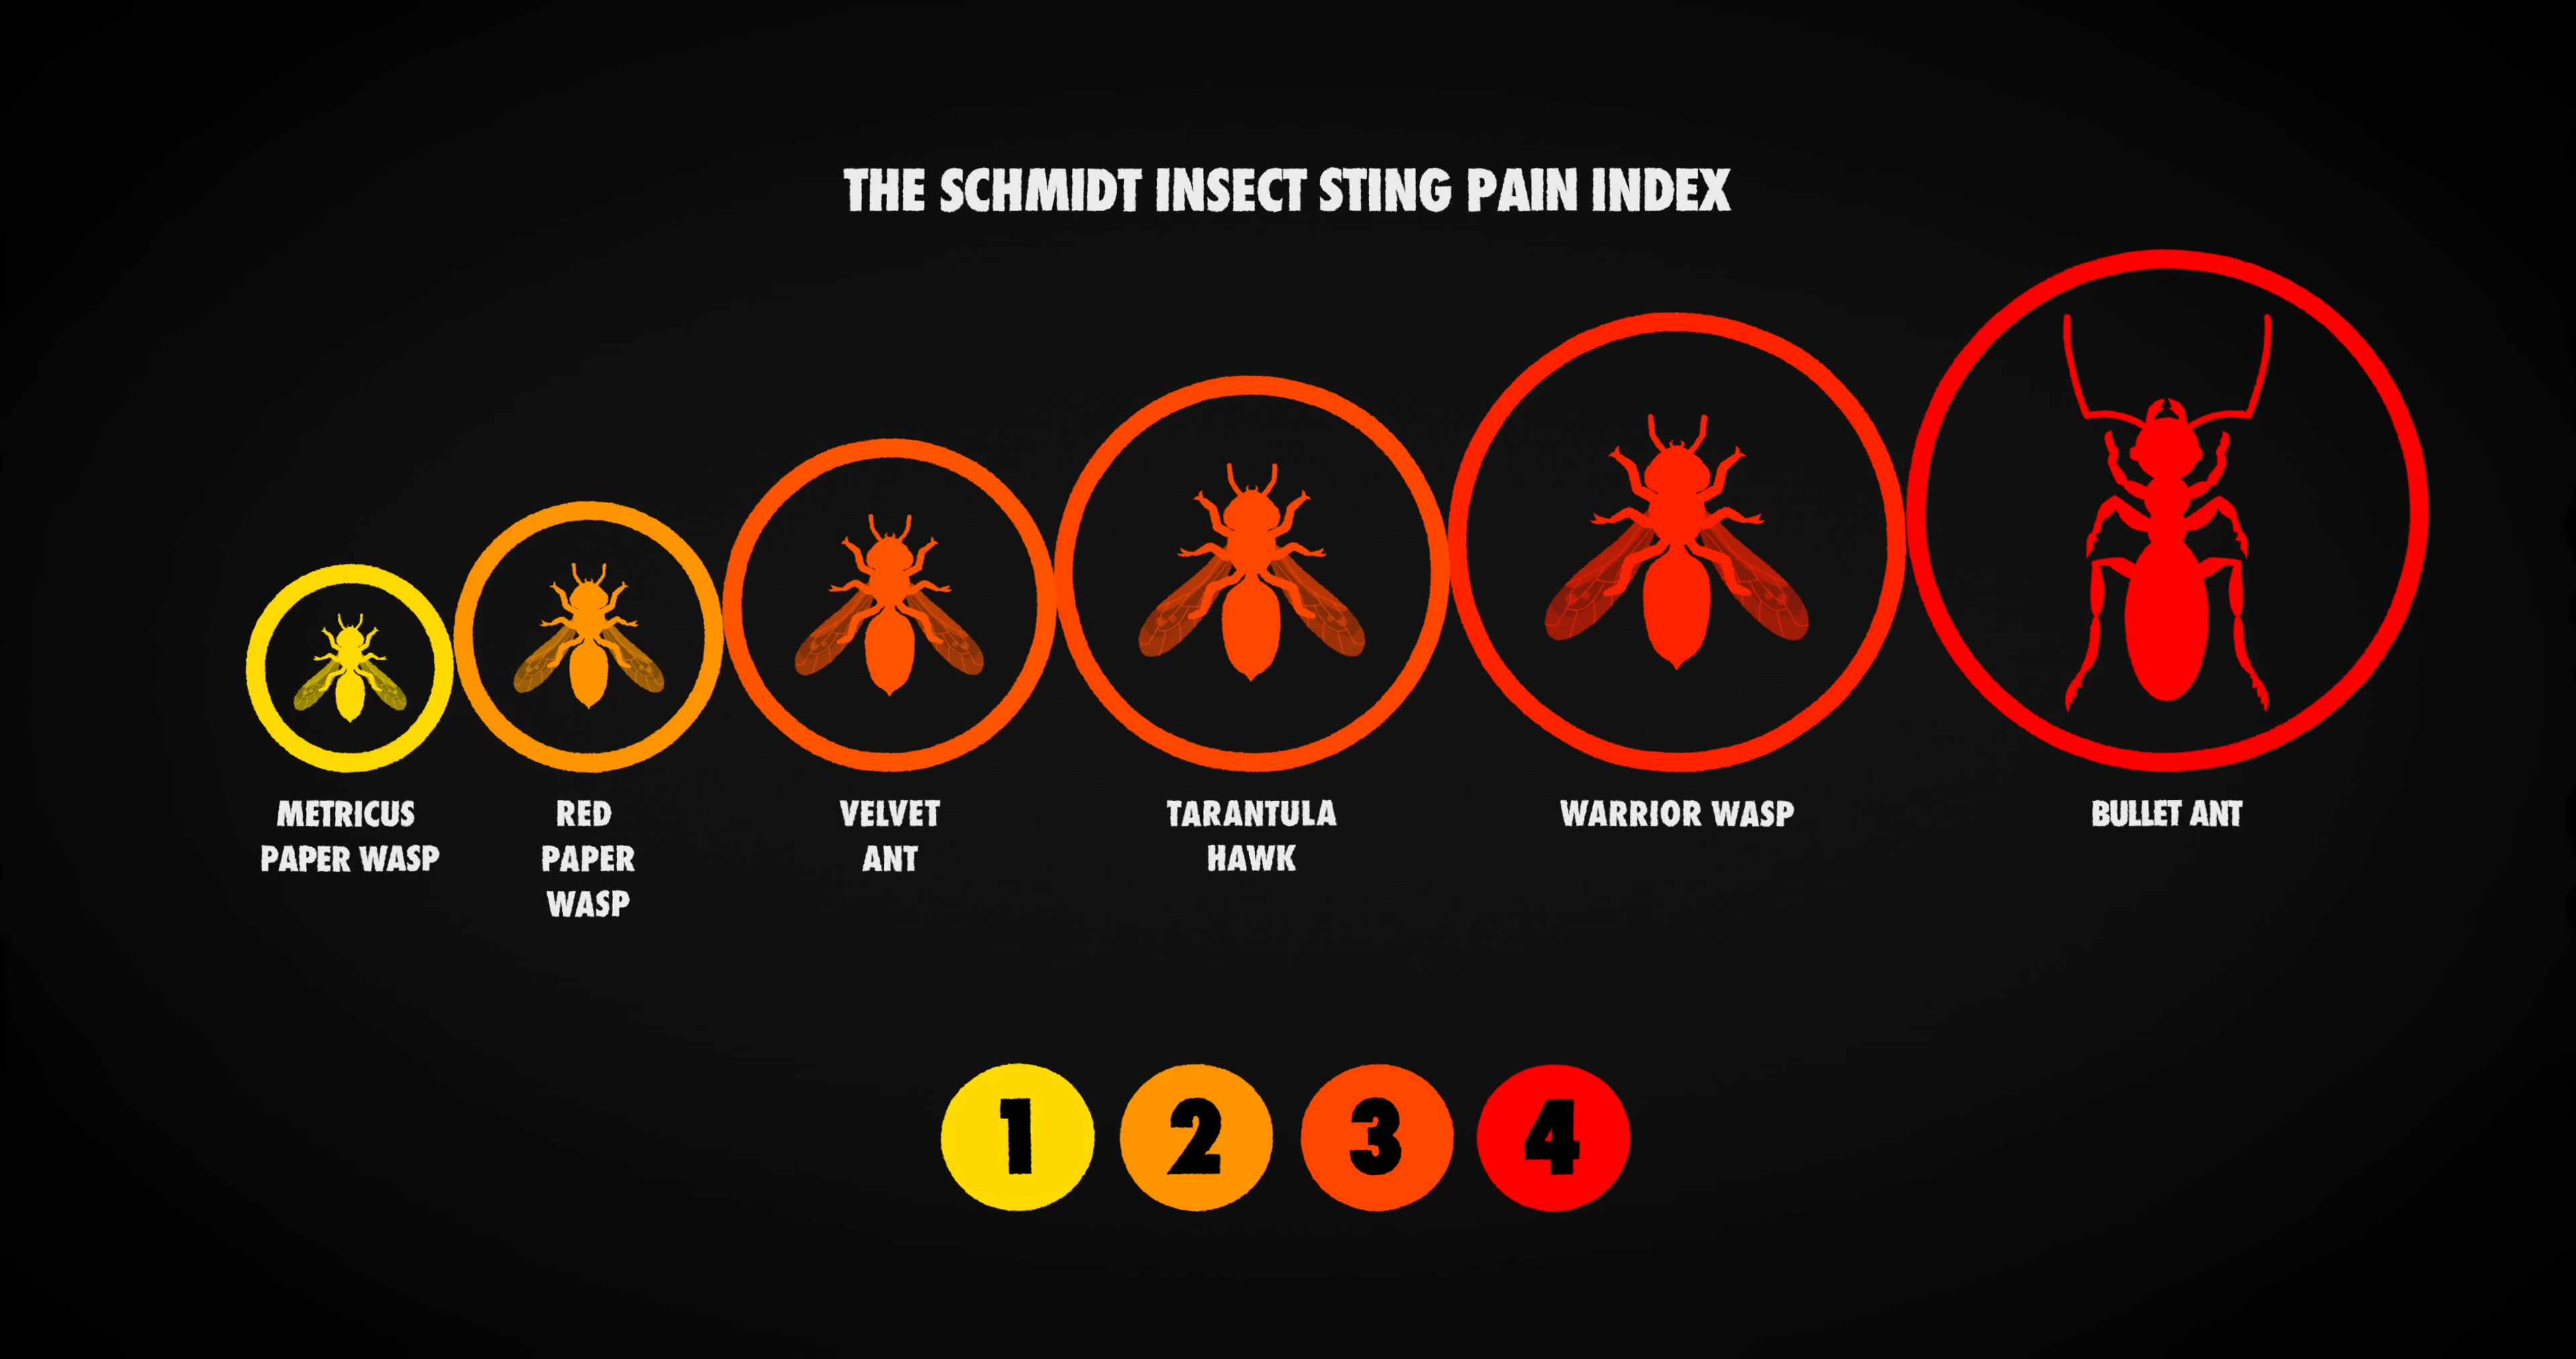 THE SCHMIDT INSECT STING PAIN INDEX
METRICUS
PAPER WASP
RED
PAPER
WASP
VELVET
ANT
TARANTULA
HAWK
WARRIOR WASP
BULLET ANT
1 2 3 4